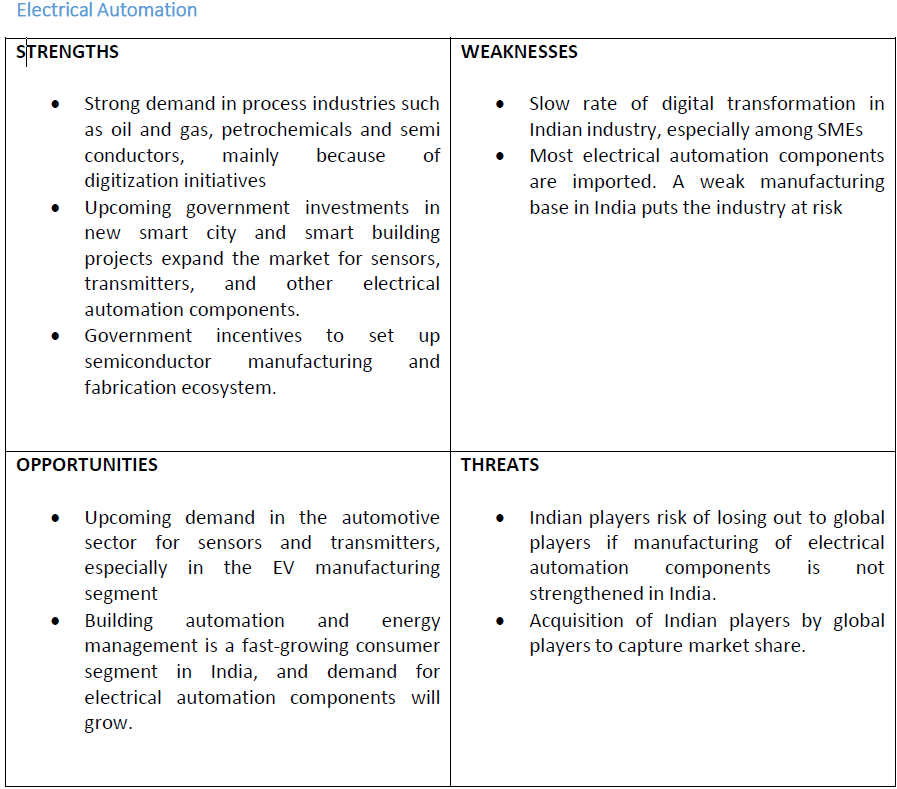 Electrical Automation
STRENGTHS
• Strong demand in process industries such
as oil and gas, petrochemicals and semi
conductors, mainly because of
digitization initiatives
• Upcoming government investments in
new smart city and smart building
projects expand the market for sensors,
transmitters, and other electrical
automation components.
• Government incentives to set up
semiconductor manufacturing and
fabrication ecosystem.
WEAKNESSES
• Slow rate of digital transformation in
Indian industry, especially among SMEs
• Most electrical automation components
are imported. A weak manufacturing
base in India puts the industry at risk
OPPORTUNITIES
• Upcoming demand in the automotive
sector for sensors and transmitters,
especially in the EV manufacturing
segment
• Building automation and energy
management is a fast-growing consumer
segment in India, and demand for
electrical automation components will
grow.
THREATS
• Indian players risk of losing out to global
players if manufacturing of electrical
automation components is not
strengthened in India.
• Acquisition of Indian players by global
players to capture market share.